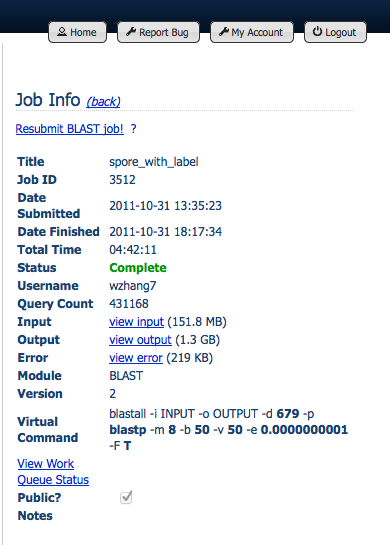 Home Report Bug My Account Logout
Job Info (back)
Resubmit BLAST job! ?
Title spore_with_label
Job ID 3512
Date
Submitted 2011-10-31 13:35:23
Date Finished 2011-10-31 18:17:34
Total Time 04:42:11
Status Complete
Username wzhang7
Query Count 431168
Input view input (151.8 MB)
Output view output (1.3 GB)
Error view error (219 KB)
Module BLAST
Version 2
Virtual
Command blastall -i INPUT -o OUTPUT -d 679 -p
blastp -m 8 -b 50 -v 50 -e 0.0000000001
-F T
View Work
Queue Status
Public?
Notes